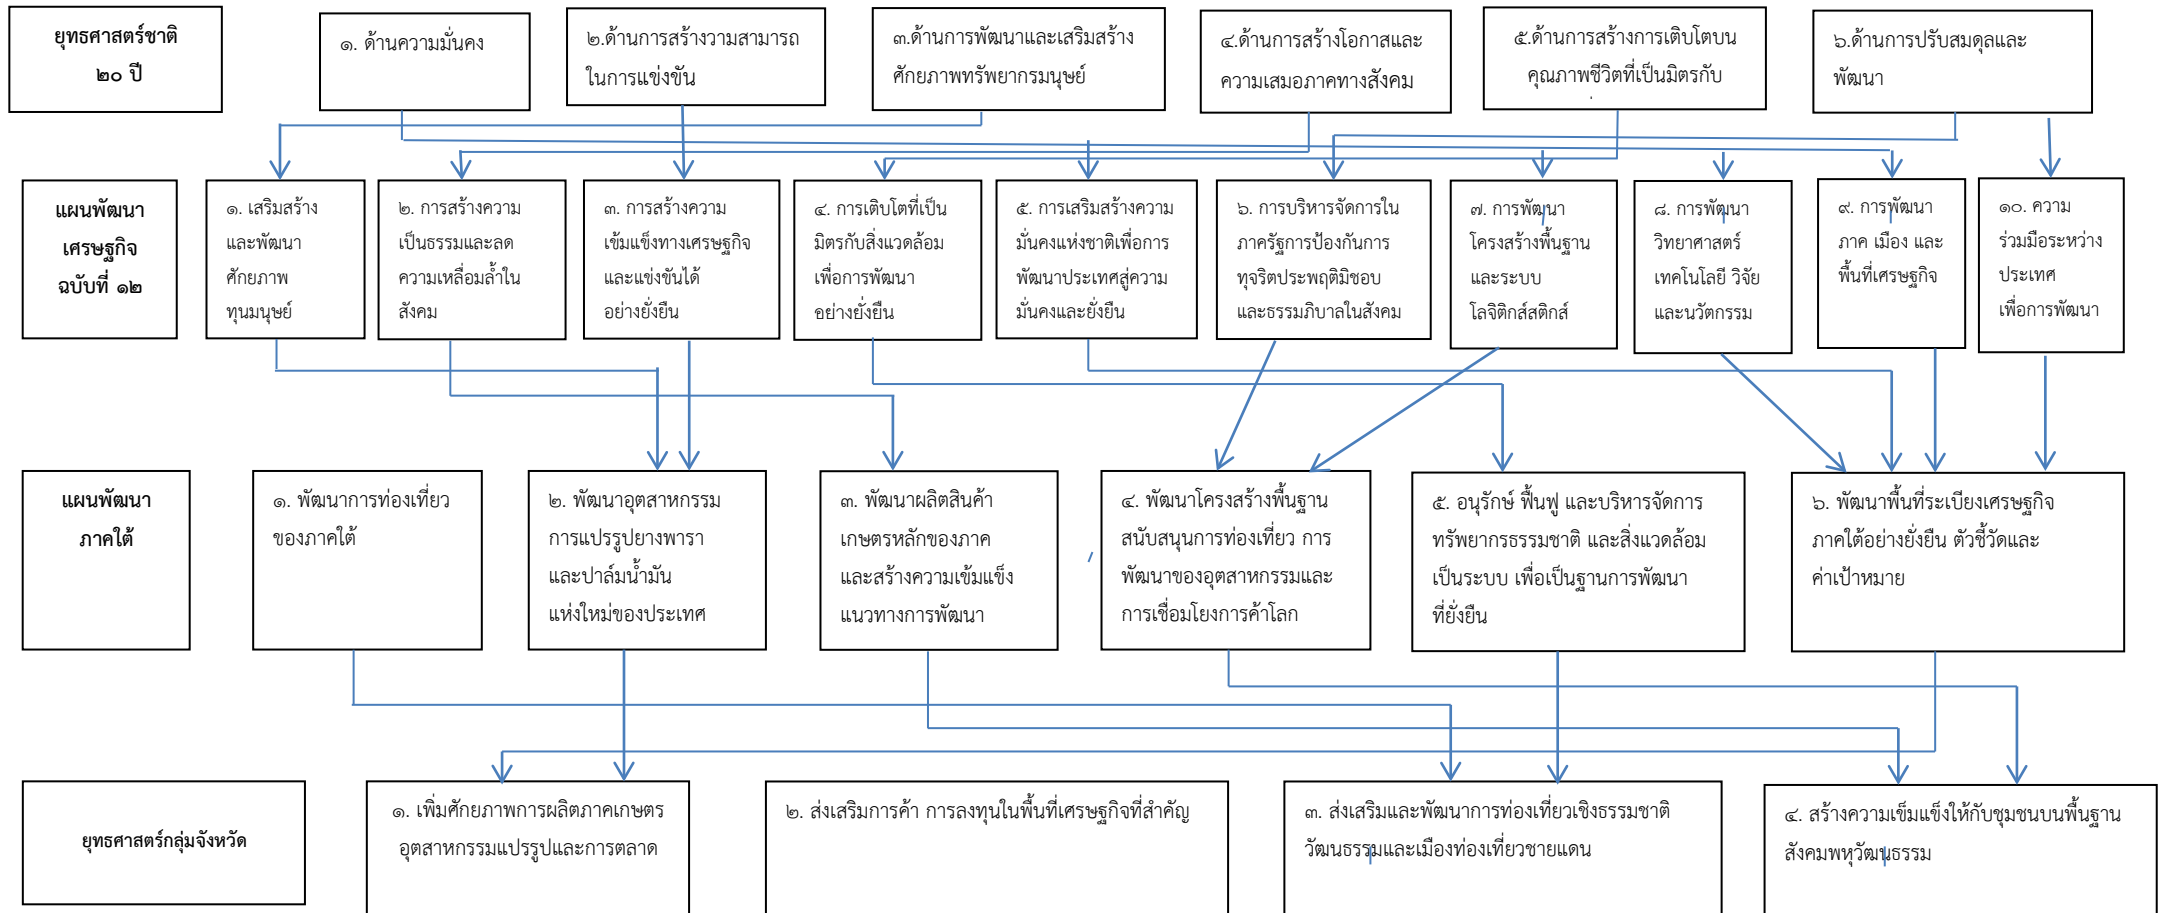 ยุทธศาสตร์ชาติ
๒๐ ปี
๑. ด้านความมั่นคง
๒.ด้านการสร้างวามสามารถ
ในการแข่งขัน
๓.ด้านการพัฒนาและเสริมสร้าง
ศักยภาพทรัพยากรมนุษย์
๔.ด้านการสร้างโอกาสและ
ความเสมอภาคทางสังคม
๕.ด้านการสร้างการเติบโตบน
คุณภาพชีวิตที่เป็นมิตรกับ
๖.ด้านการปรับสมดุลและ
พัฒนา
แผนพัฒนา
เศรษฐกิจ
ฉบับที่ ๑๒
๑. เสริมสร้าง
และพัฒนา
ศักยภาพ
ทุนมนุษย์
๒. การสร้างความ
เป็นธรรมและลด
ความเหลื่อมล้ำใน
สังคม
๓. การสร้างความ
เข้มแข็งทางเศรษฐกิจ
และแข่งขันได้
อย่างยั่งยืน
๔. การเติบโตที่เป็น
มิตรกับสิ่งแวดล้อม
เพื่อการพัฒนา
อย่างยั่งยืน
๕. การเสริมสร้างความ
มั่นคงแห่งชาติเพื่อการ
พัฒนาประเทศสู่ความ
มั่นคงและยั่งยืน
๖. การบริหารจัดการใน
ภาครัฐการป้องกันการ
ทุจริตประพฤติมิชอบ
และธรรมภิบาลในสังคม
๗. การพัฒนา
โครงสร้างพื้นฐาน
และระบบ
โลจิติกส์สติกส์
๘. การพัฒนา
วิทยาศาสตร์
เทคโนโลยี วิจัย
และนวัตกรรม
๙. การพัฒนา
ภาค เมือง และ
พื้นที่เศรษฐกิจ
๑๐. ความ
ร่วมมือระหว่าง
ประเทศ
เพื่อการพัฒนา
แผนพัฒนา
ภาคใต้
๑. พัฒนาการท่องเที่ยว
ของภาคใต้
๒. พัฒนาอุตสาหกรรม
การแปรรูปยางพารา
และปาล์มน้ำมัน
แห่งใหม่ของประเทศ
๓. พัฒนาผลิตสินค้า
เกษตรหลักของภาค
และสร้างความเข้มแข็ง
แนวทางการพัฒนา
๔. พัฒนาโครงสร้างพื้นฐาน
สนับสนุนการท่องเที่ยว การ
พัฒนาของอุตสาหกรรมและ
การเชื่อมโยงการค้าโลก
๕. อนุรักษ์ ฟื้นฟู และบริหารจัดการ
ทรัพยากรธรรมชาติ และสิ่งแวดล้อม
เป็นระบบ เพื่อเป็นฐานการพัฒนา
ที่ยั่งยืน
๖. พัฒนาพื้นที่ระเบียงเศรษฐกิจ
ภาคใต้อย่างยั่งยืน ตัวชี้วัดและ
ค่าเป้าหมาย
ยุทธศาสตร์กลุ่มจังหวัด
๑. เพิ่มศักยภาพการผลิตภาคเกษตร
อุตสาหกรรมแปรรูปและการตลาด
๒. ส่งเสริมการค้า การลงทุนในพื้นที่เศรษฐกิจที่สำคัญ
๓. ส่งเสริมและพัฒนาการท่องเที่ยวเชิงธรรมชาติ
วัฒนธรรมและเมืองท่องเที่ยวชายแดน
๔. สร้างความเข็มแข็งให้กับชุมชนบนพื้นฐาน
สังคมพหุวัฒนธรรม